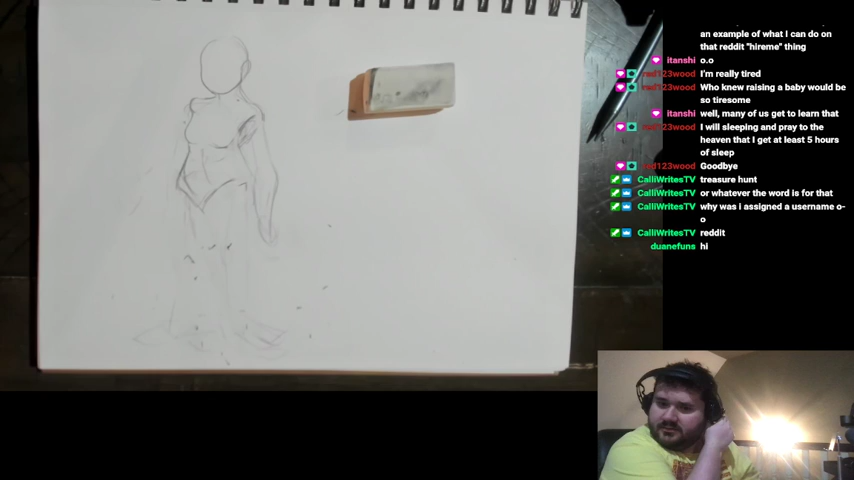 an example of what I can do on
that reddit "hireme" thing
itanshi o.o
red123wood I'm really tired
red123wood Who knew raising a baby would be
so tiresome
itanshi well, many of us get to learn that
red123wood I will sleeping and pray to the
heaven that I get at least 5 hours
of sleep
red123wood Goodbye
CalliWritesTV treasure hunt
CalliWritesTV or whatever the word is for that
CalliWritesTV why was i assigned a username o-
o
CalliWritesTV reddit
duanefuns hi